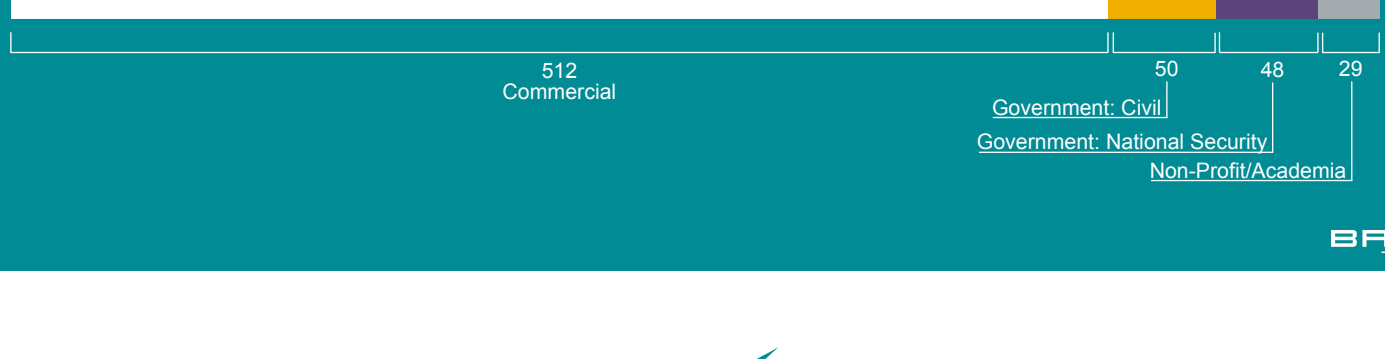 512
Commercial
50
48
29
Government: Civil
Government: National Security
Non-Profit/Academia